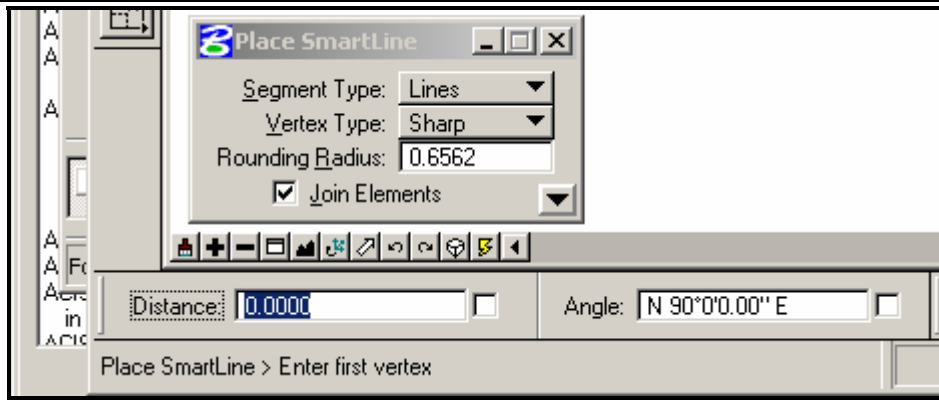 Place SmartLine
Segment Type: Lines
Vertex Type: Sharp
Rounding Radius: 0.6562
Join Elements
A
A
A
A
A
Distance: 0.0000
Angle: N 90°0'0.00" E
in
Place SmartLine > Enter first vertex